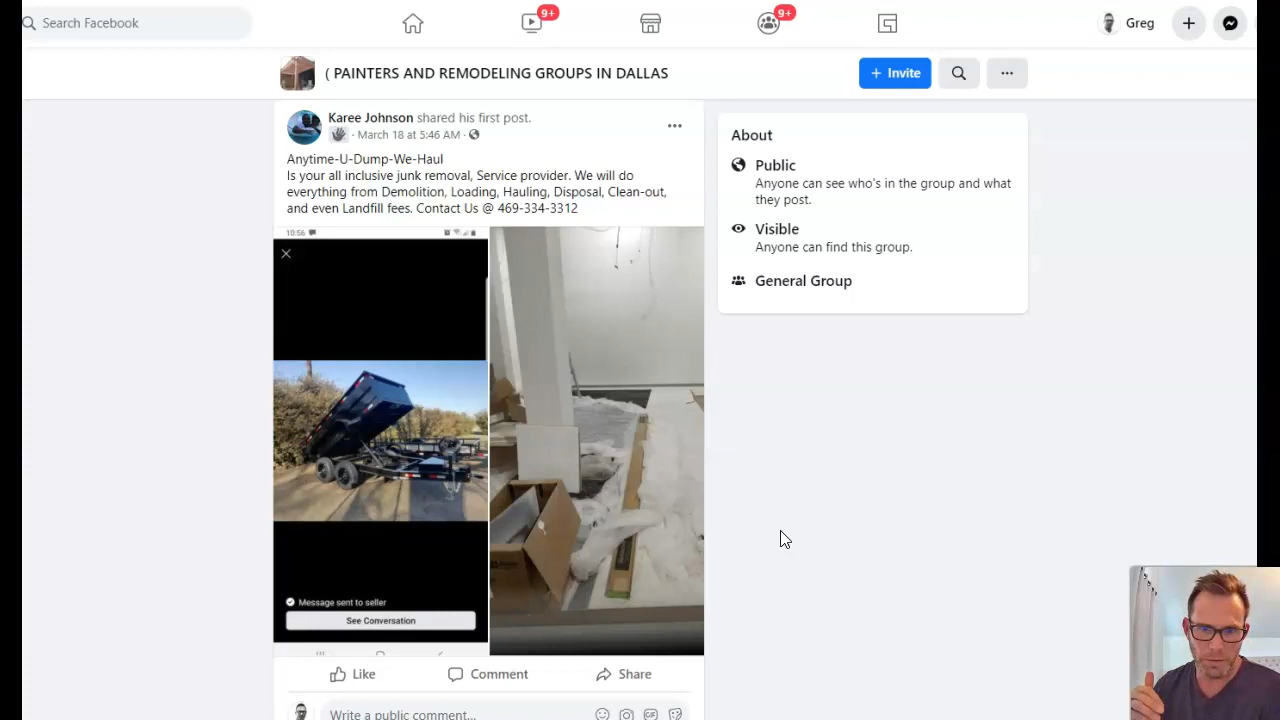 Search Facebook
9+
9+
Greg
( PAINTERS AND REMODELING GROUPS IN DALLAS
Invite
Karee Johnson shared his first post.
March 18 at 5:46 AM
Anytime-U-Dump-We-Haul
Is your all inclusive junk removal, Service provider. We will do
everything from Demolition, Loading, Hauling, Disposal, Clean-out,
and even Landfill fees. Contact Us @ 469-334-3312
10:56
Message sent to seller
See Conversation
Like
Comment
Share
Write a public comment...
About
Public
Anyone can see who's in the group and what
they post.
Visible
Anyone can find this group.
General Group